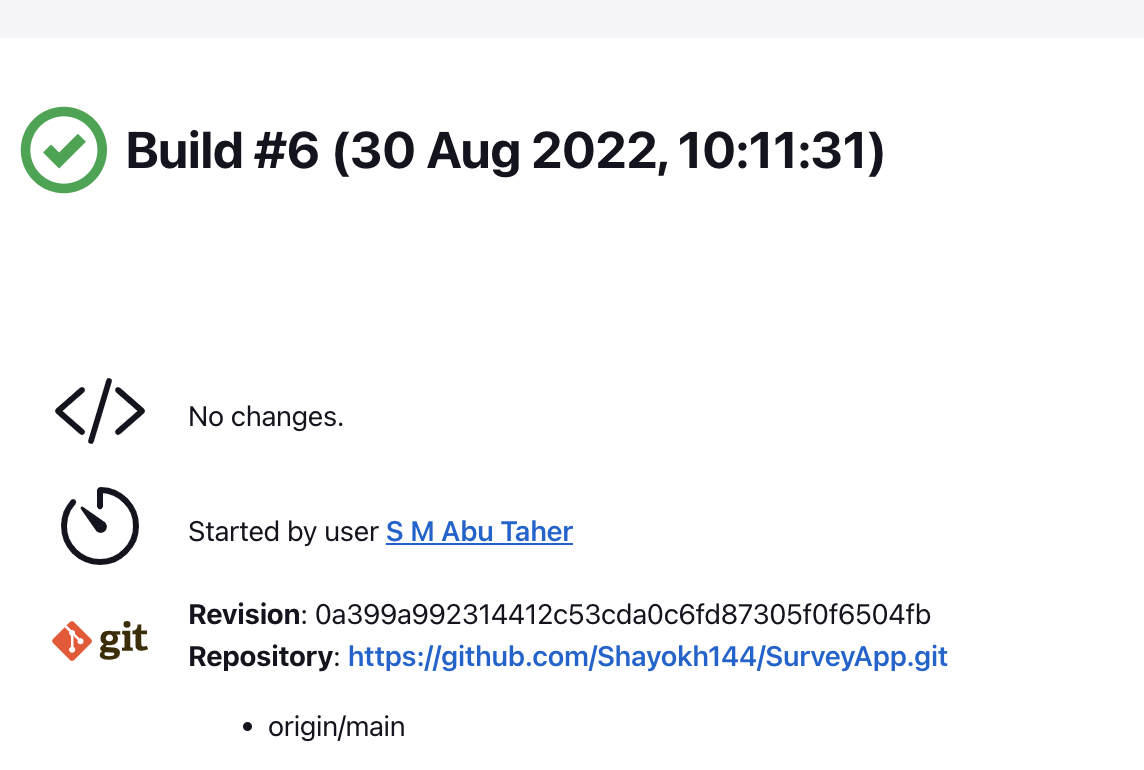 Build #6 (30 Aug 2022, 10:11:31)
No changes.
Started by user S M Abu Taher
git
Revision: 0a399a992314412c53cda0c6fd87305f0f6504fb
Repository: https://github.com/Shayokh144/SurveyApp.git
• origin/main